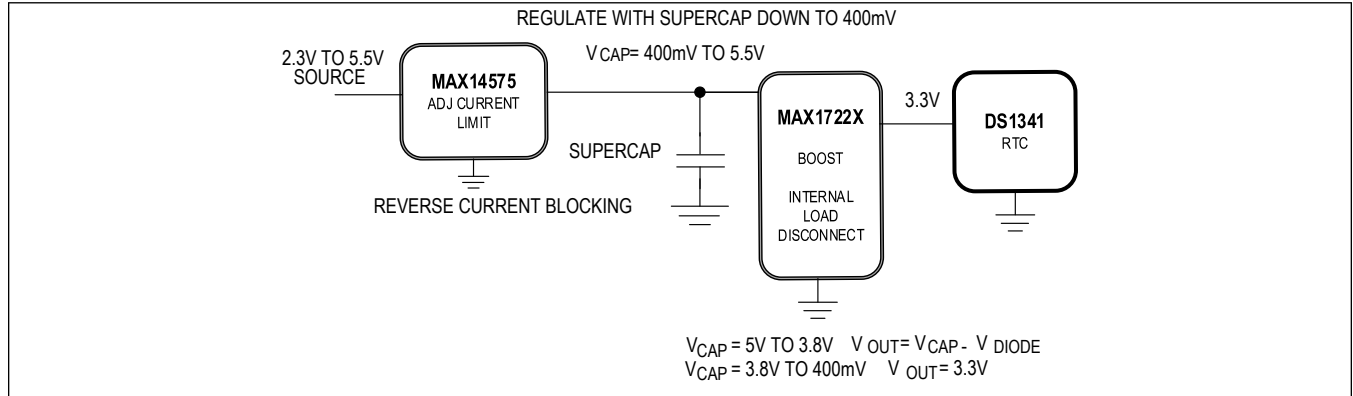 REGULATE WITH SUPERCAP DOWN TO 400mV
2.3V TO 5.5V
SOURCE
VCAP= 400mV TO 5.5V
MAX14575
ADJ CURRENT
LIMIT
SUPERCAP
REVERSE CURRENT BLOCKING
MAX1722X
BOOST
INTERNAL
LOAD
DISCONNECT
3.3V
DS1341
RTC
VCAP = 5V TO 3.8V VOUT= VCAP - VDIODE
VCAP = 3.8V TO 400mV VOUT= 3.3V